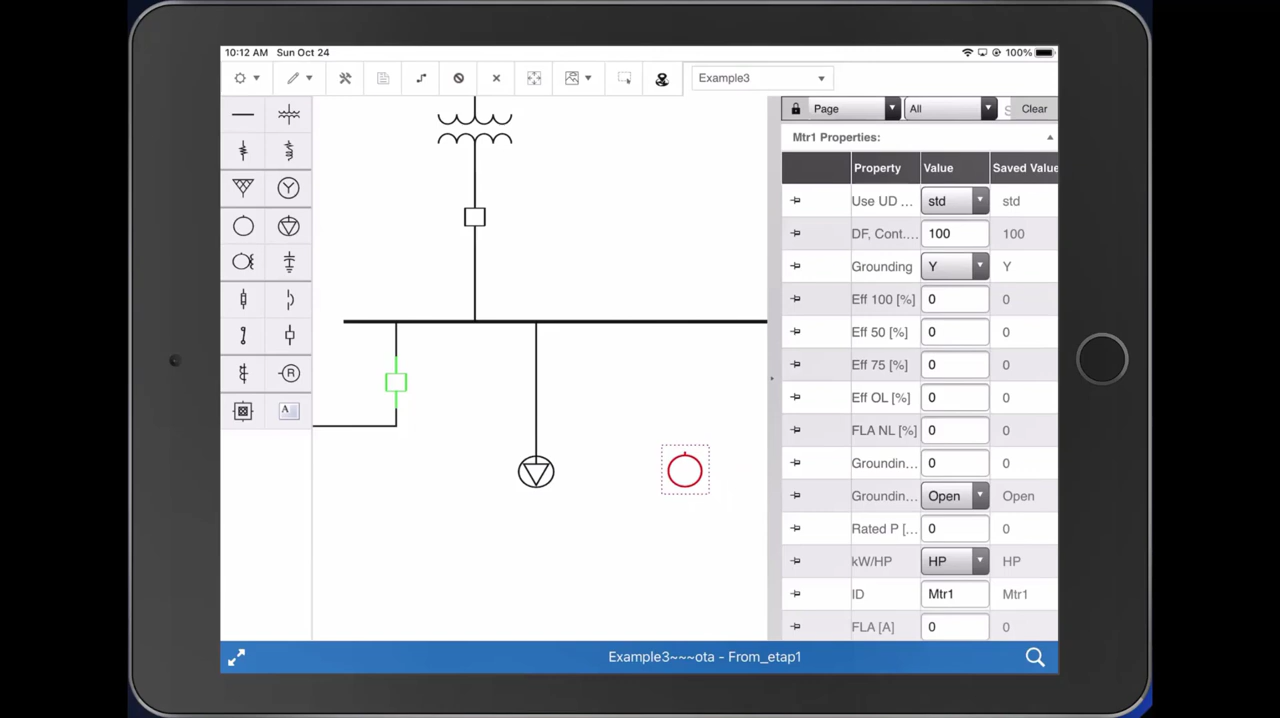 10:12 AM Sun Oct 24 100%
Example3
Page All Clear
Mtr1 Properties:
Property Value Saved Value
Use UD ... std std
DF, Cont.... 100 100
Grounding Y Y
Eff 100 [%] 0 0
Eff 50 [%] 0 0
Eff 75 [%] 0 0
Eff OL [%] 0 0
FLA NL [%] 0 0
Groundin... 0 0
Groundin... Open Open
Rated P [... 0 0
kW/HP HP HP
ID Mtr1 Mtr1
FLA [A] 0 0
Y
R
A
Example3~~~ota - From_etap1